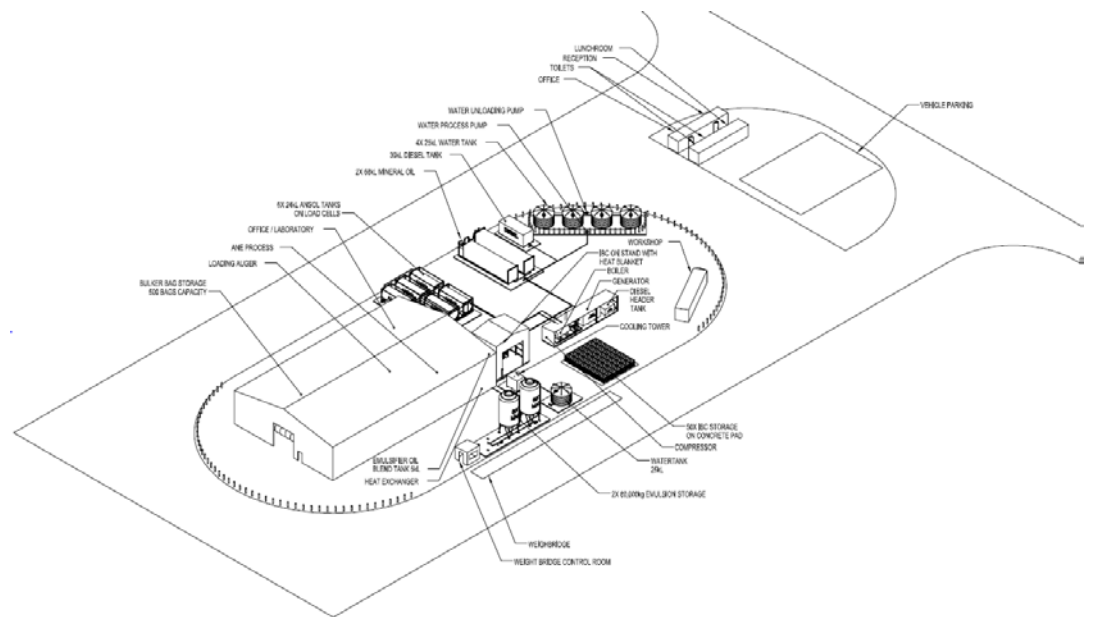 LUNCHROOM
RECEPTION
TOILETS
OFFICE
VEHICLE PARKING
WATER UNLOADING PUMP
WATER PROCESS PUMP
4X 25kL WATER TANK
30kL DIESEL TANK
2X 68kL MINERAL OIL
6X 24kL ANSOL TANKS
ON LOAD CELLS
OFFICE / LABORATORY
ANE PROCESS
LOADING AUGER
BULKER BAG STORAGE
500 BAGS CAPACITY
WORKSHOP
IBC ON STAND WITH
HEAT BLANKET
BOILER
GENERATOR
DIESEL
HEADER
TANK
COOLING TOWER
50X IBC STORAGE
ON CONCRETE PAD
COMPRESSOR
WATERTANK
25kL
2X 60,000kg EMULSION STORAGE
EMULSIFIER OIL
BLEND TANK
HEAT EXCHANGER
WEIGHBRIDGE
WEIGHT BRIDGE CONTROL ROOM